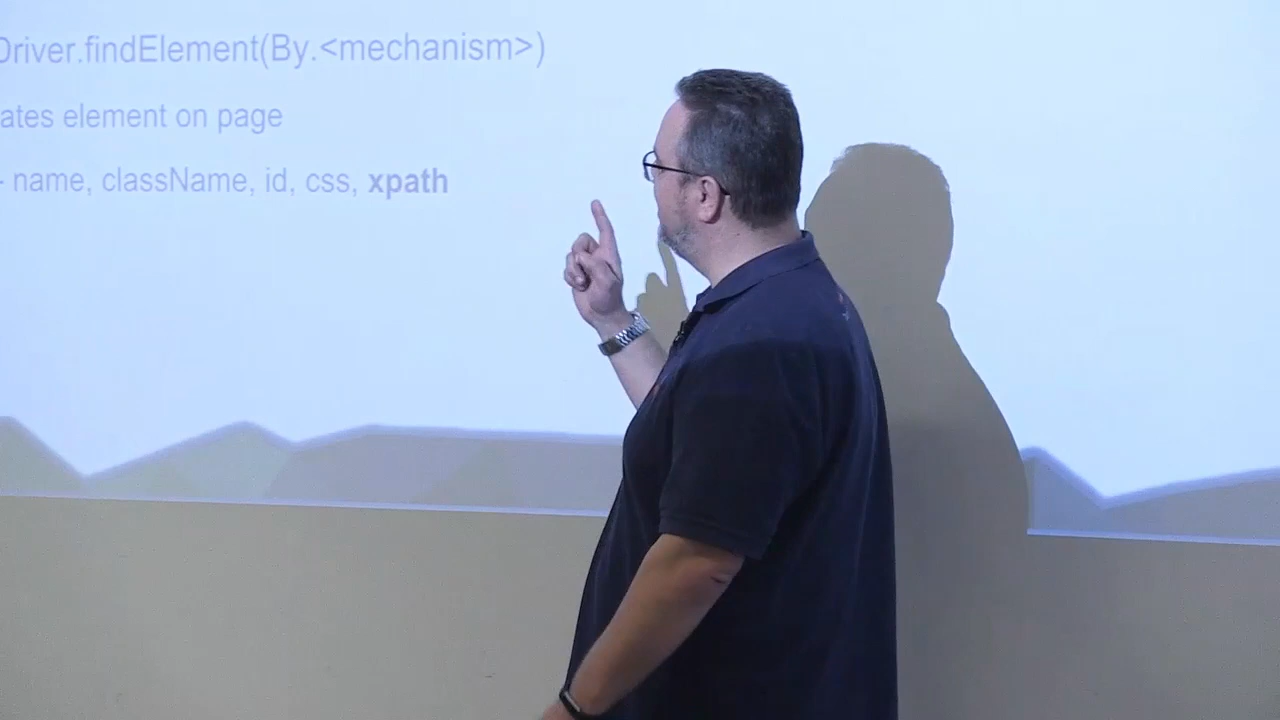 Driver.findElement(By.<mechanism>)
ates element on page
- name, className, id, css, xpath